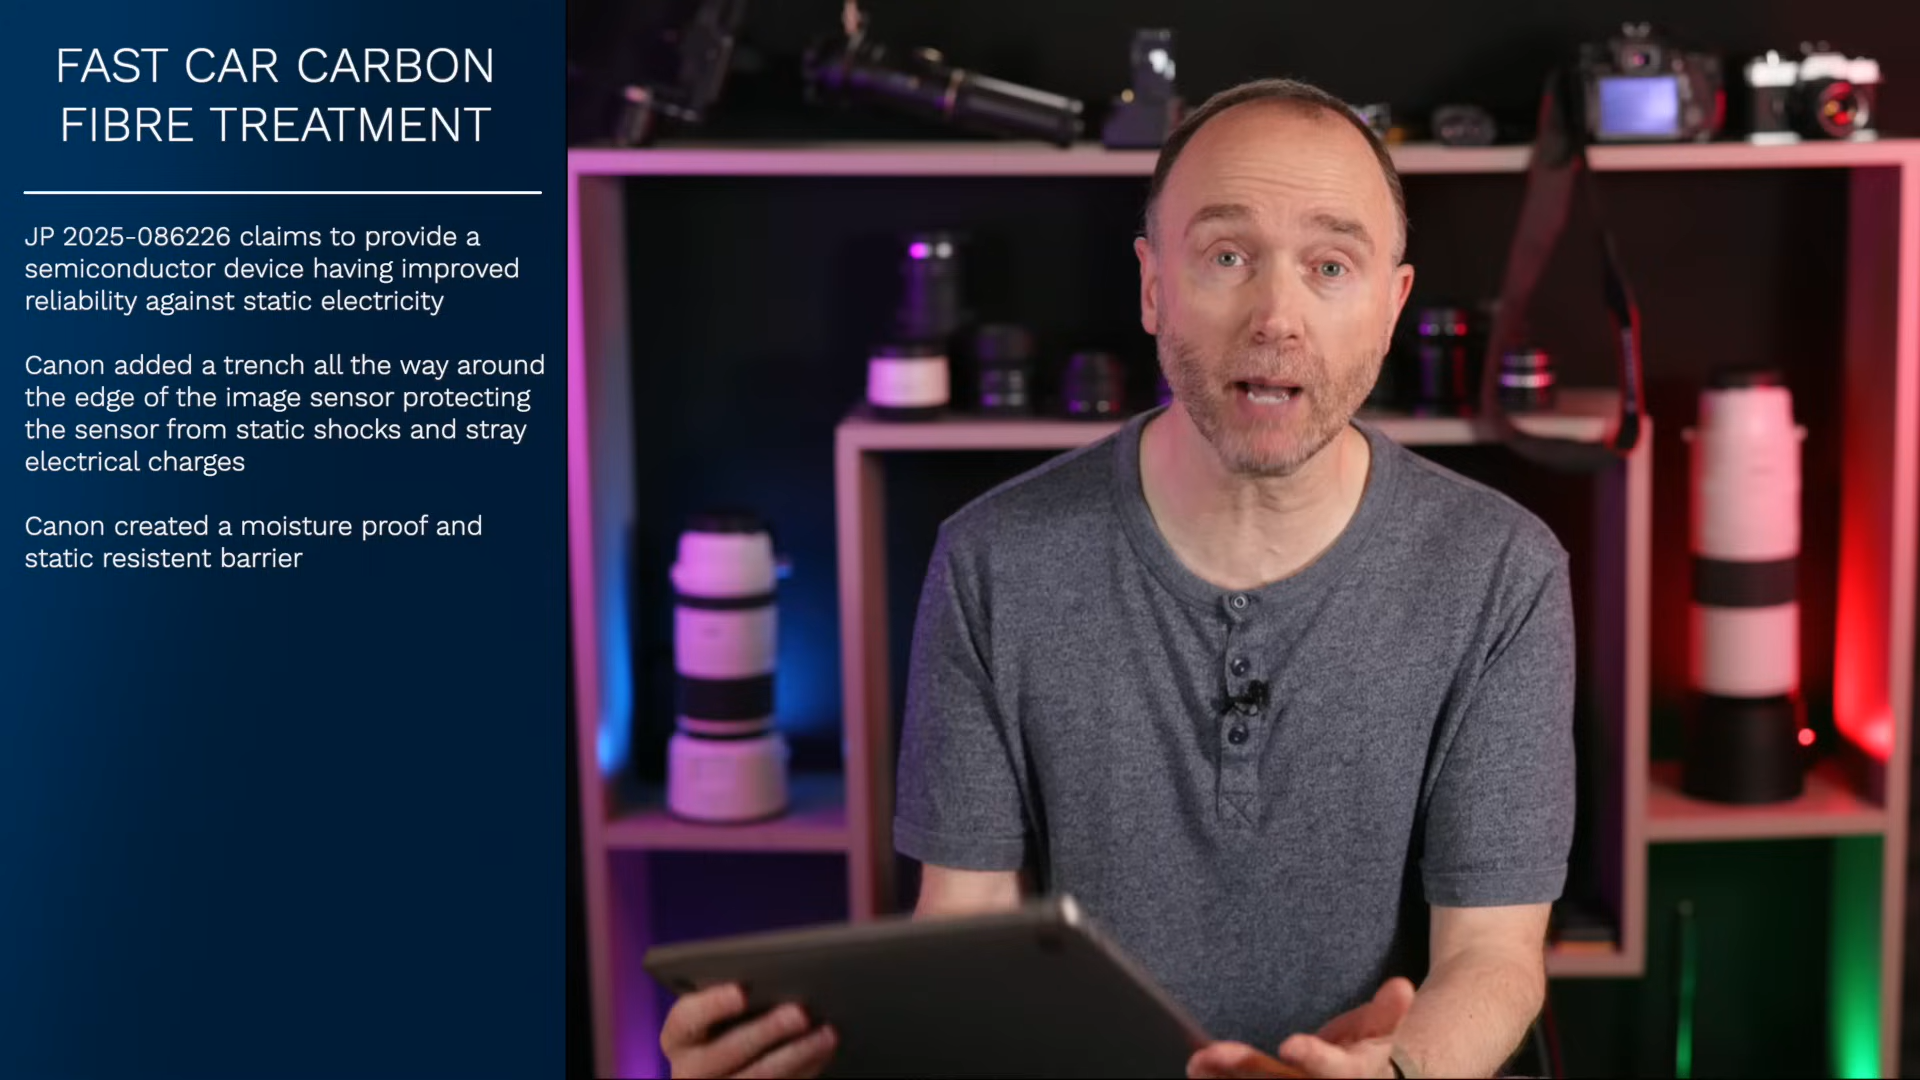 FAST CAR CARBON
FIBRE TREATMENT
JP 2025-086226 claims to provide a
semiconductor device having improved
reliability against static electricity
Canon added a trench all the way around
the edge of the image sensor protecting
the sensor from static shocks and stray
electrical charges
Canon created a moisture proof and
static resistent barrier